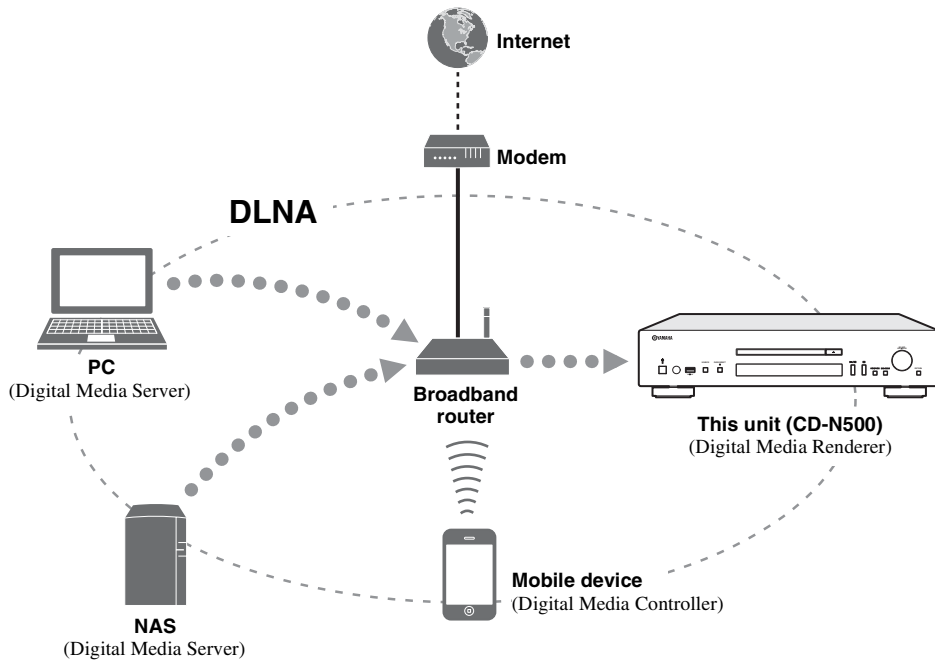 Internet
Modem
DLNA
YAMAHA
PC
(Digital Media Server)
Broadband
router
This unit (CD-N500)
(Digital Media Renderer)
Mobile device
(Digital Media Controller)
NAS
(Digital Media Server)